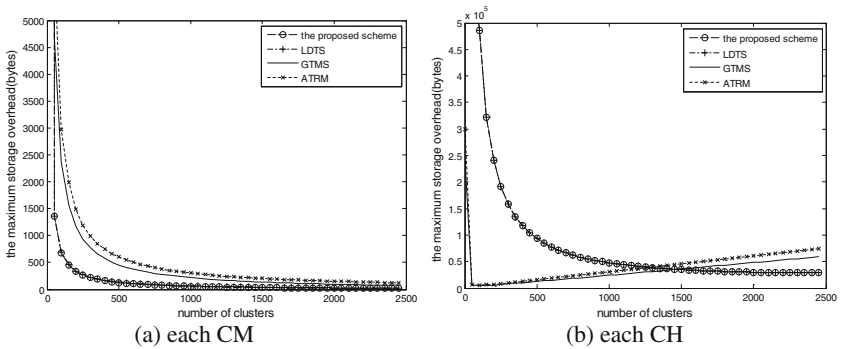 5000
4500
4000
3500
3000
2500
2000
1500
1000
500
0
the maximum storage overhead(bytes)
the proposed scheme
LDTS
GTMS
ATRM
0 500 1000 1500 2000 2500
number of clusters
(a) each CM
x 10^5
5
4.5
4
3.5
3
2.5
2
1.5
1
0.5
0
the maximum storage overhead(bytes)
the proposed scheme
LDTS
GTMS
ATRM
0 500 1000 1500 2000 2500
number of clusters
(b) each CH